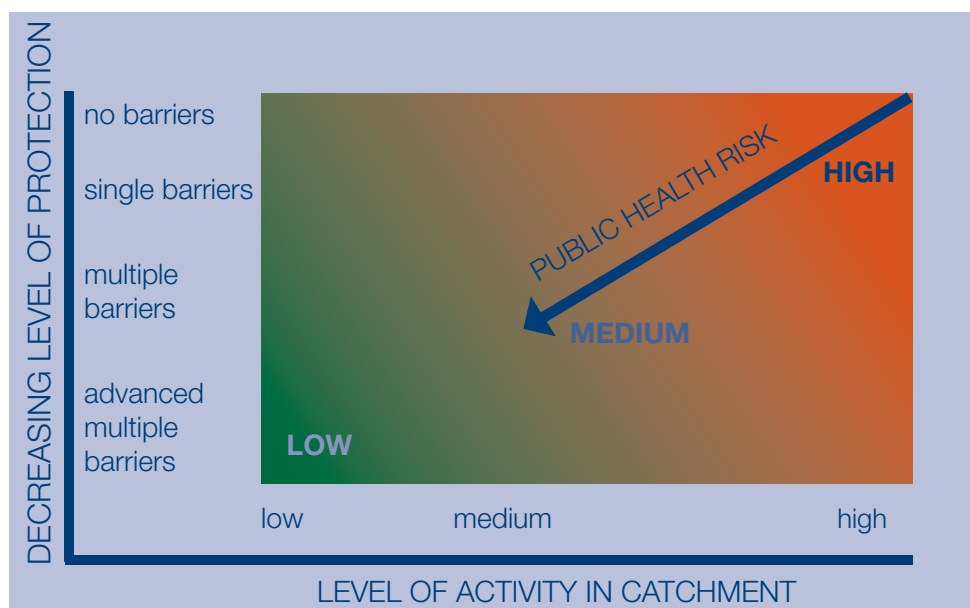 DECREASING LEVEL OF PROTECTION
no barriers
single barriers
multiple
barriers
advanced
multiple
barriers
PUBLIC HEALTH RISK
HIGH
MEDIUM
LOW
low
medium
high
LEVEL OF ACTIVITY IN CATCHMENT